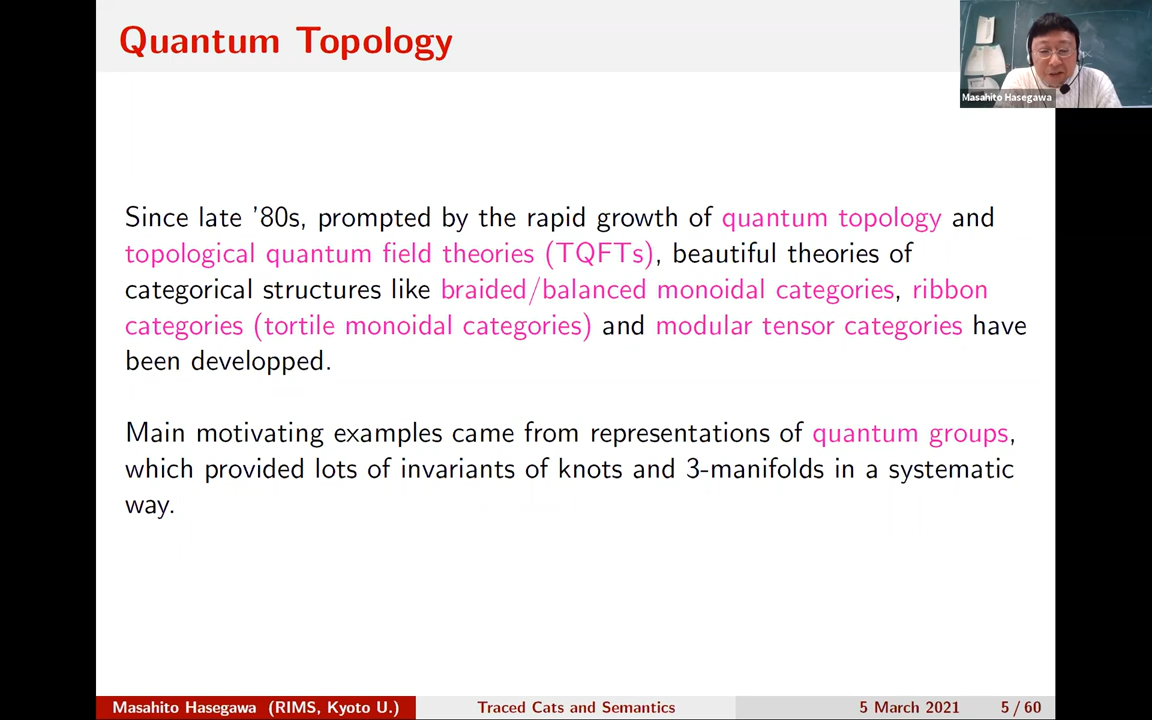 Quantum Topology
Masahito Hasegawa
Since late '80s, prompted by the rapid growth of quantum topology and
topological quantum field theories (TQFTs), beautiful theories of
categorical structures like braided/balanced monoidal categories, ribbon
categories (tortile monoidal categories) and modular tensor categories have
been developped.
Main motivating examples came from representations of quantum groups,
which provided lots of invariants of knots and 3-manifolds in a systematic
way.
Masahito Hasegawa (RIMS, Kyoto U.) Traced Cats and Semantics 5 March 2021 5 / 60